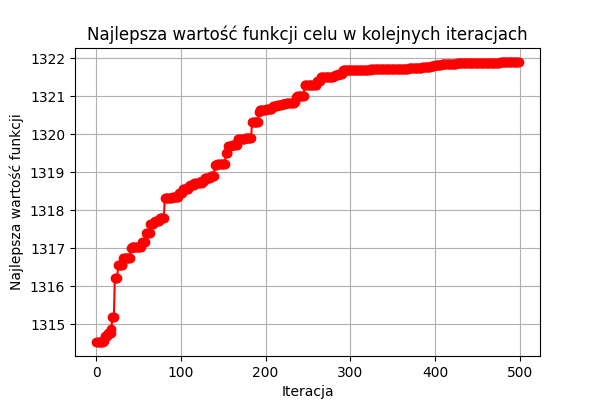 Najlepsza wartość funkcji celu w kolejnych iteracjach
Najlepsza wartość funkcji
1322
1321
1320
1319
1318
1317
1316
1315
0 100 200 300 400 500
Iteracja